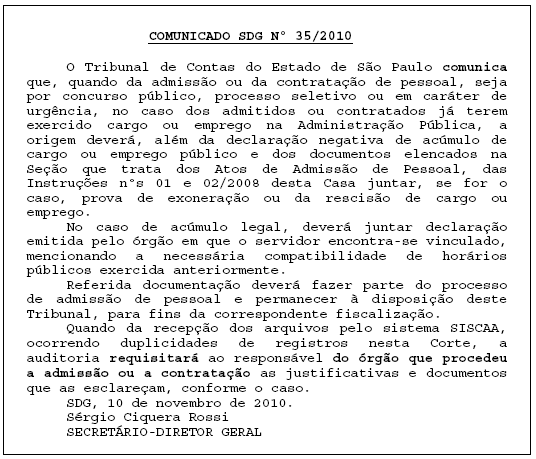 COMUNICADO SDG Nº 35/2010
O Tribunal de Contas do Estado de São Paulo comunica
que, quando da admissão ou da contratação de pessoal, seja
por concurso público, processo seletivo ou em caráter de
urgência, no caso dos admitidos ou contratados já terem
exercido cargo ou emprego na Administração Pública, a
origem deverá, além da declaração negativa de acúmulo de
cargo ou emprego público e dos documentos elencados na
Seção que trata dos Atos de Admissão de Pessoal, das
Instruções nºs 01 e 02/2008 desta Casa juntar, se for o
caso, prova de exoneração ou da rescisão de cargo ou
emprego.
No caso de acúmulo legal, deverá juntar declaração
emitida pelo órgão em que o servidor encontra-se vinculado,
mencionando a necessária compatibilidade de horários
públicos exercida anteriormente.
Referida documentação deverá fazer parte do processo
de admissão de pessoal e permanecer à disposição deste
Tribunal, para fins da correspondente fiscalização.
Quando da recepção dos arquivos pelo sistema SISCAA,
ocorrendo duplicidades de registros nesta Corte, a
auditoria requisitará ao responsável do órgão que procedeu
a admissão ou a contratação as justificativas e documentos
que as esclareçam, conforme o caso.
SDG, 10 de novembro de 2010.
Sérgio Ciquera Rossi
SECRETÁRIO-DIRETOR GERAL